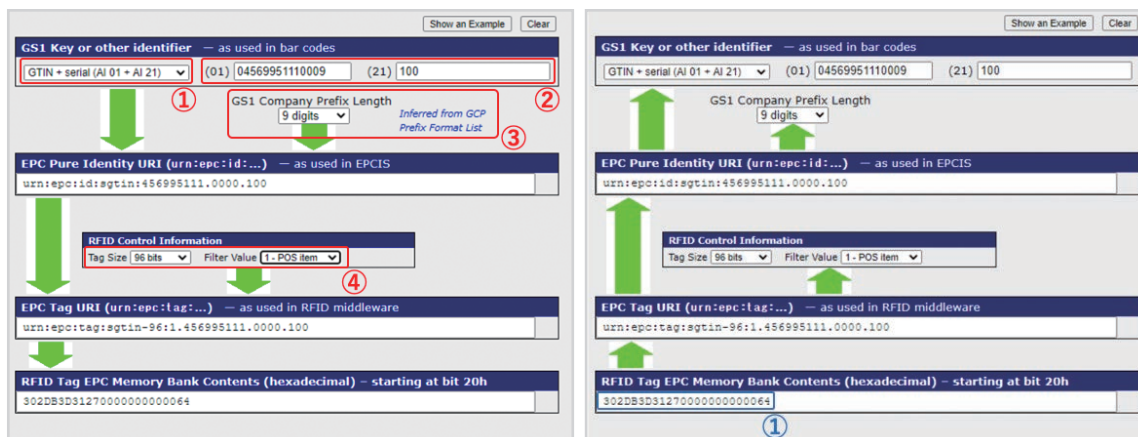 Show an Example Clear
GS1 Key or other identifier — as used in bar codes
GTIN + serial (AI 01 + AI 21) (01) 04569951110009 (21) 100
① ②
GS1 Company Prefix Length
9 digits
Inferred from GCP
Prefix Format List
③
EPC Pure Identity URI (urn:epc:id:...) — as used in EPCIS
urn:epc:id:sgtin:456995111.0000.100
RFID Control Information
Tag Size 96 bits Filter Value 1 - POS item
④
EPC Tag URI (urn:epc:tag:...) — as used in RFID middleware
urn:epc:tag:sgtin-96:1.456995111.0000.100
RFID Tag EPC Memory Bank Contents (hexadecimal) – starting at bit 20h
302DB3D31270000000000064
Show an Example Clear
GS1 Key or other identifier — as used in bar codes
GTIN + serial (AI 01 + AI 21) (01) 04569951110009 (21) 100
GS1 Company Prefix Length
9 digits
EPC Pure Identity URI (urn:epc:id:...) — as used in EPCIS
urn:epc:id:sgtin:456995111.0000.100
RFID Control Information
Tag Size 96 bits Filter Value 1 - POS item
EPC Tag URI (urn:epc:tag:...) — as used in RFID middleware
urn:epc:tag:sgtin-96:1.456995111.0000.100
RFID Tag EPC Memory Bank Contents (hexadecimal) – starting at bit 20h
302DB3D31270000000000064
①